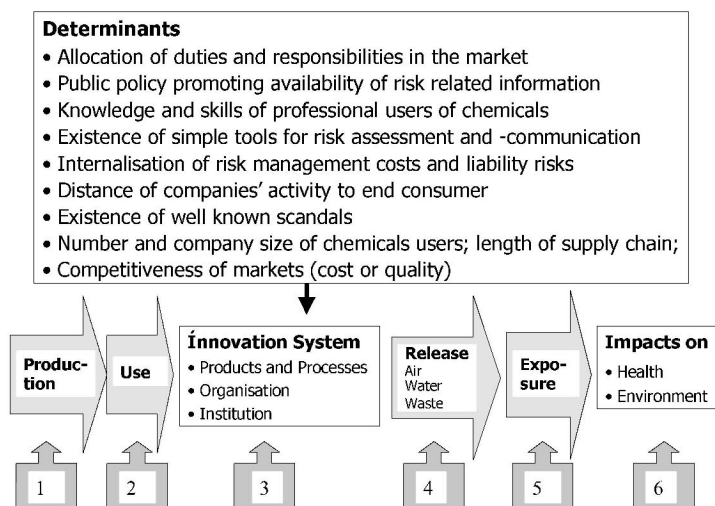 Determinants
• Allocation of duties and responsibilities in the market
• Public policy promoting availability of risk related information
• Knowledge and skills of professional users of chemicals
• Existence of simple tools for risk assessment and -communication
• Internalisation of risk management costs and liability risks
• Distance of companies’ activity to end consumer
• Existence of well known scandals
• Number and company size of chemicals users; length of supply chain;
• Competitiveness of markets (cost or quality)
Produc-
tion
Use
Ínnovation System
• Products and Processes
• Organisation
• Institution
Release
Air
Water
Waste
Expo-
sure
Impacts on
• Health
• Environment
1
2
3
4
5
6